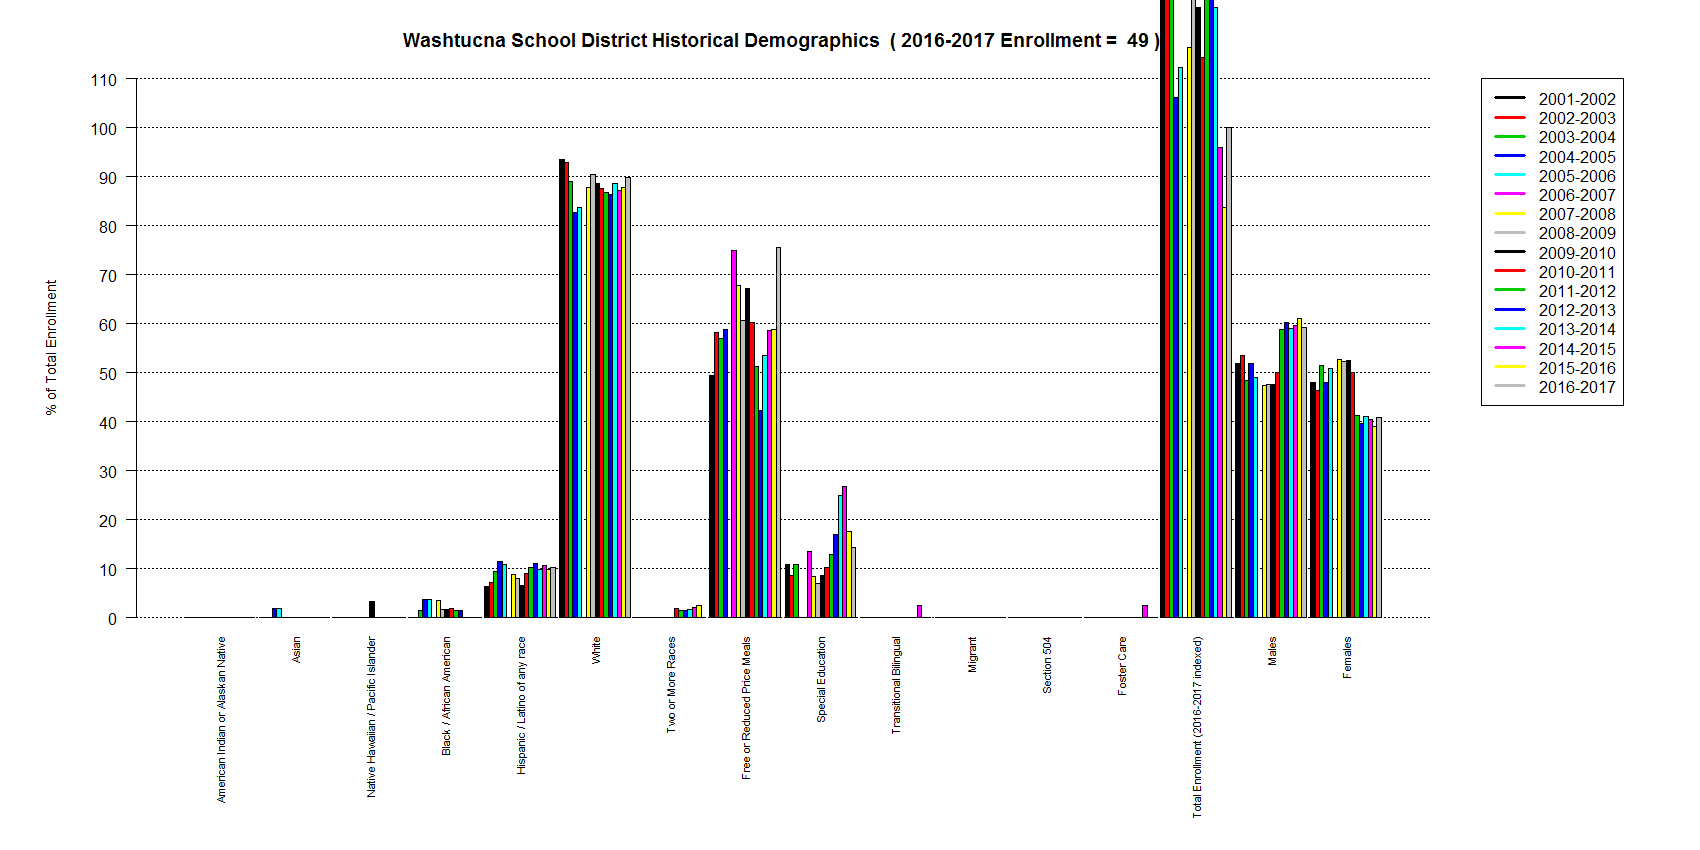 Washtucna School District Historical Demographics ( 2016-2017 Enrollment = 49 )
% of Total Enrollment
110
100
90
80
70
60
50
40
30
20
10
0
American Indian or Alaskan Native
Asian
Native Hawaiian / Pacific Islander
Black / African American
Hispanic / Latino of any race
White
Two or More Races
Free or Reduced Price Meals
Special Education
Transitional Bilingual
Migrant
Section 504
Foster Care
Total Enrollment (2016-2017 indexed)
Males
Females
2001-2002
2002-2003
2003-2004
2004-2005
2005-2006
2006-2007
2007-2008
2008-2009
2009-2010
2010-2011
2011-2012
2012-2013
2013-2014
2014-2015
2015-2016
2016-2017